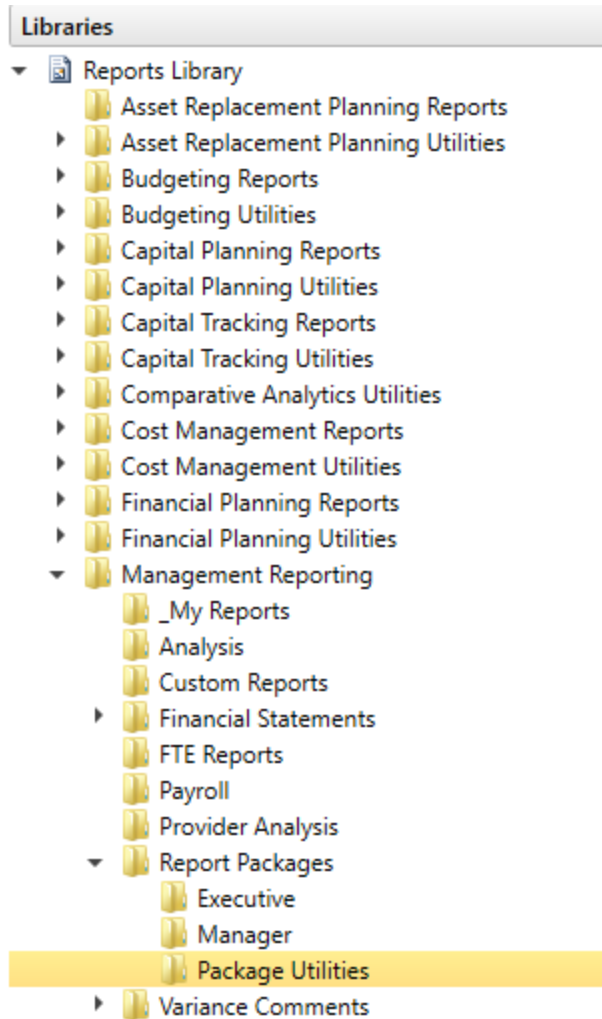 Libraries
Reports Library
Asset Replacement Planning Reports
Asset Replacement Planning Utilities
Budgeting Reports
Budgeting Utilities
Capital Planning Reports
Capital Planning Utilities
Capital Tracking Reports
Capital Tracking Utilities
Comparative Analytics Utilities
Cost Management Reports
Cost Management Utilities
Financial Planning Reports
Financial Planning Utilities
Management Reporting
_My Reports
Analysis
Custom Reports
Financial Statements
FTE Reports
Payroll
Provider Analysis
Report Packages
Executive
Manager
Package Utilities
Variance Comments